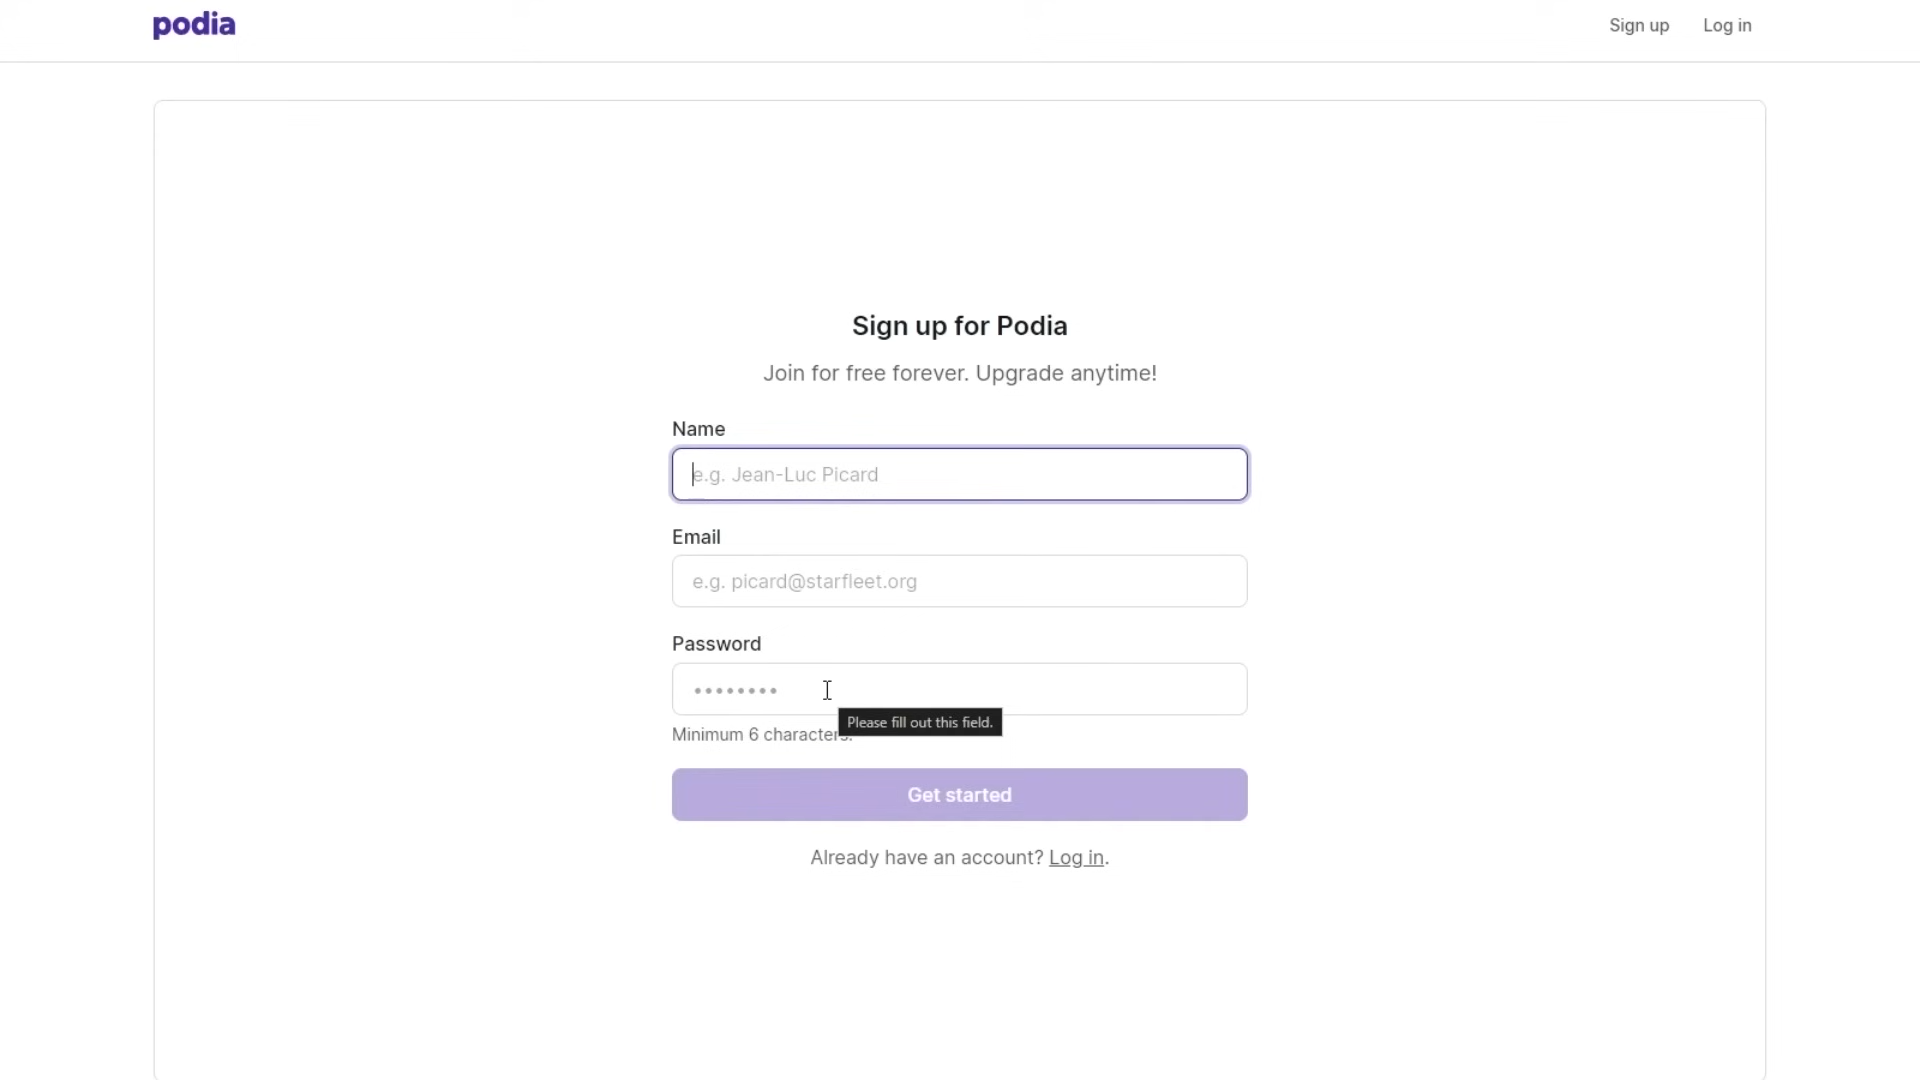 podia
Sign up
Log in
Sign up for Podia
Join for free forever. Upgrade anytime!
Name
e.g. Jean-Luc Picard
Email
e.g. picard@starfleet.org
Password
••••••••
Please fill out this field.
Minimum 6 characters.
Get started
Already have an account? Log in.